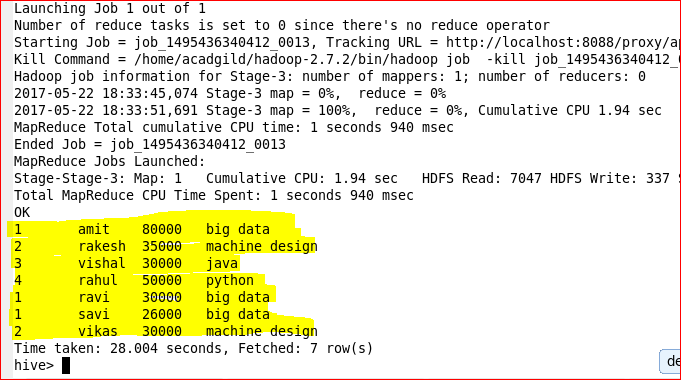 Launching Job 1 out of 1
Number of reduce tasks is set to 0 since there's no reduce operator
Starting Job = job_1495436340412_0013, Tracking URL = http://localhost:8088/proxy/ap
Kill Command = /home/acadgild/hadoop-2.7.2/bin/hadoop job  -kill job_1495436340412_0
Hadoop job information for Stage-3: number of mappers: 1; number of reducers: 0
2017-05-22 18:33:45,074 Stage-3 map = 0%,  reduce = 0%
2017-05-22 18:33:51,691 Stage-3 map = 100%,  reduce = 0%, Cumulative CPU 1.94 sec
MapReduce Total cumulative CPU time: 1 seconds 940 msec
Ended Job = job_1495436340412_0013
MapReduce Jobs Launched:
Stage-Stage-3: Map: 1   Cumulative CPU: 1.94 sec   HDFS Read: 7047 HDFS Write: 337 S
Total MapReduce CPU Time Spent: 1 seconds 940 msec
OK
1       amit    80000   big data
2       rakesh  35000   machine design
3       vishal  30000   java
4       rahul   50000   python
1       ravi    30000   big data
1       savi    26000   big data
2       vikas   30000   machine design
Time taken: 28.004 seconds, Fetched: 7 row(s)
hive>
de